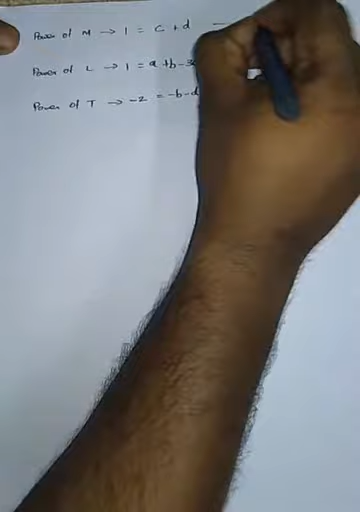 Power of M → 1 = c + d —
Power of L → 1 = a + b - 3
Power of T → -2 = -b - d